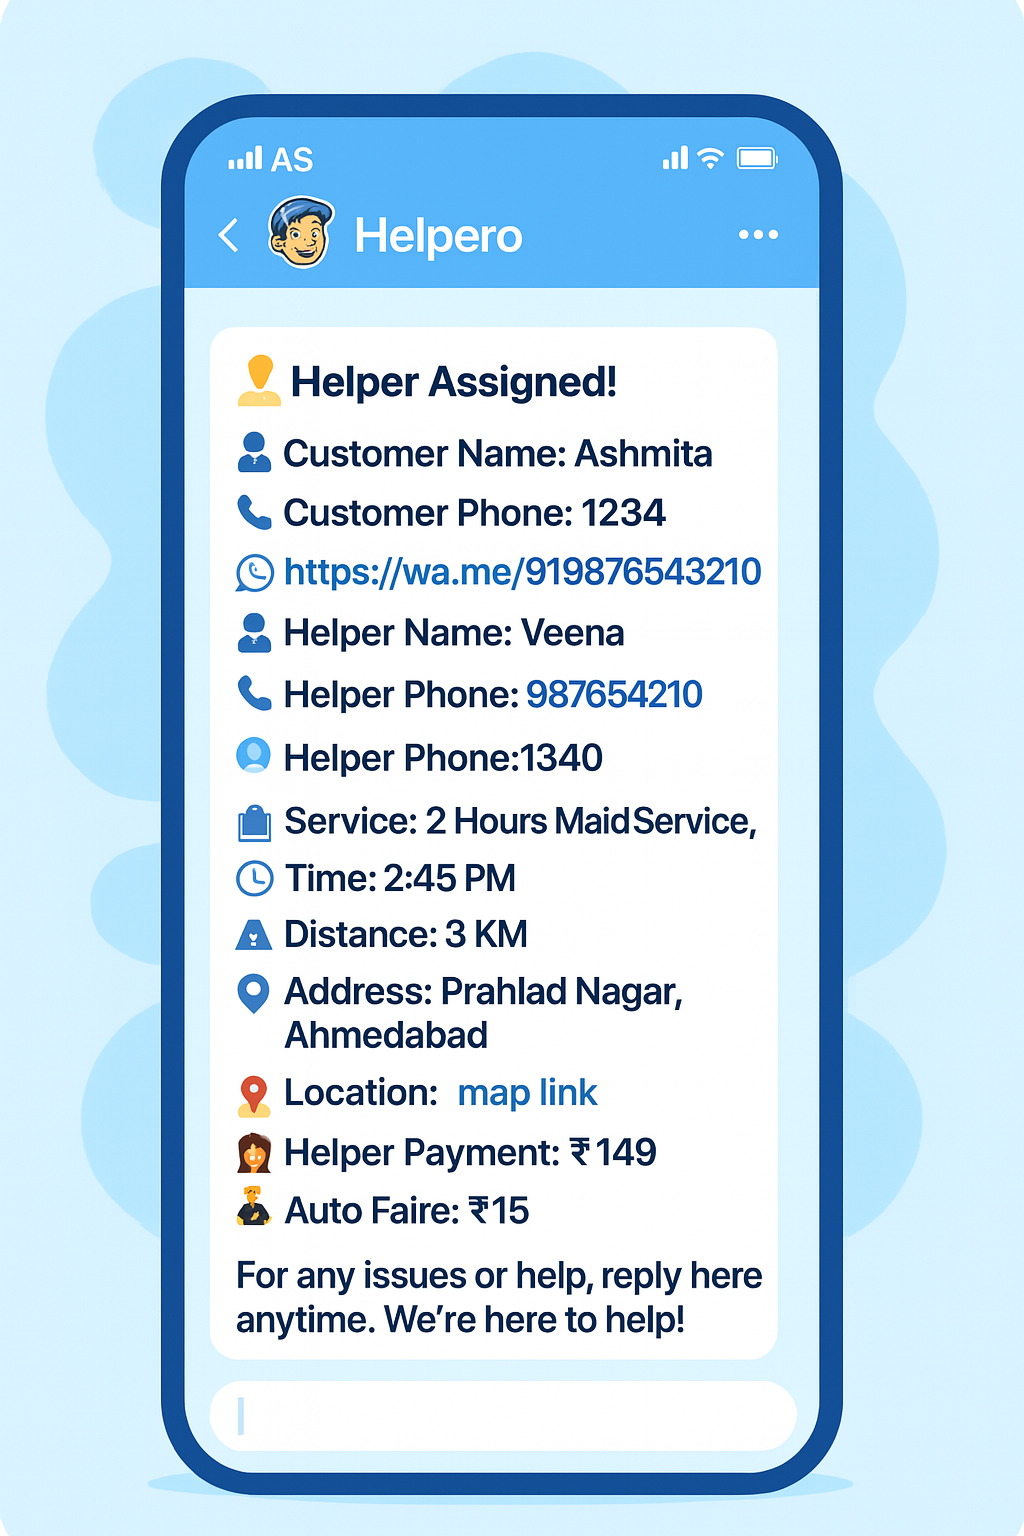 AS
Helpero
Helper Assigned!
Customer Name: Ashmita
Customer Phone: 1234
https://wa.me/919876543210
Helper Name: Veena
Helper Phone: 987654210
Helper Phone:1340
Service: 2 Hours Maid Service,
Time: 2:45 PM
Distance: 3 KM
Address: Prahlad Nagar,
Ahmedabad
Location: map link
Helper Payment: ₹149
Auto Faire: ₹15
For any issues or help, reply here
anytime. We're here to help!